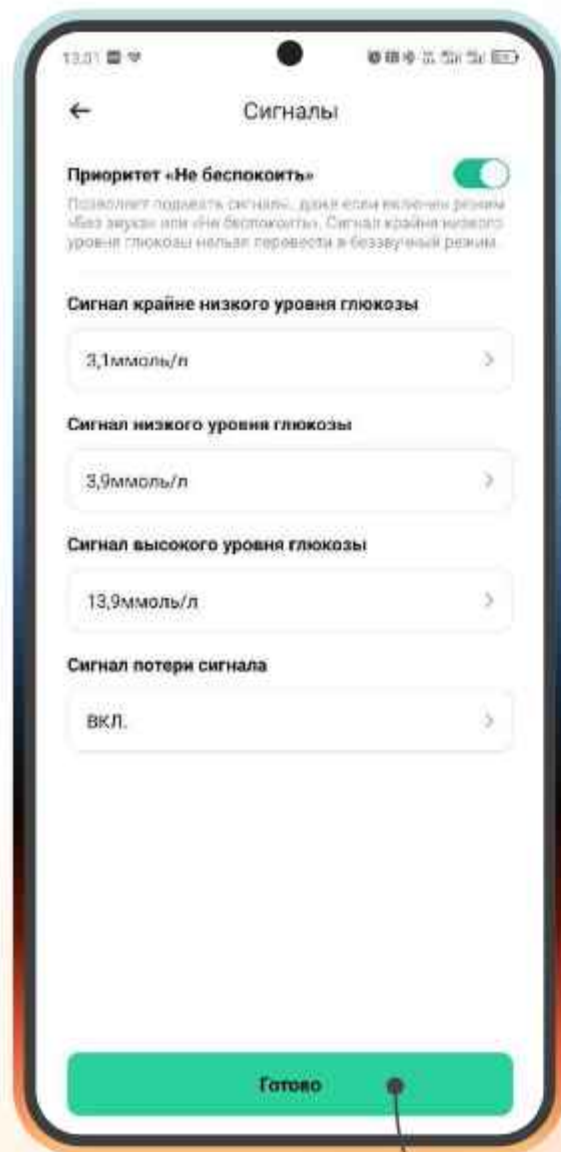 13:01
Сигналы
Приоритет «Не беспокоить»
Позволяет подавать сигналы, даже если включен режим
«Без звука» или «Не беспокоить». Сигнал крайне низкого
уровня глюкозы нельзя перевести в беззвучный режим.
Сигнал крайне низкого уровня глюкозы
3,1ммоль/л
Сигнал низкого уровня глюкозы
3,9ммоль/л
Сигнал высокого уровня глюкозы
13,9ммоль/л
Сигнал потери сигнала
ВКЛ.
Готово